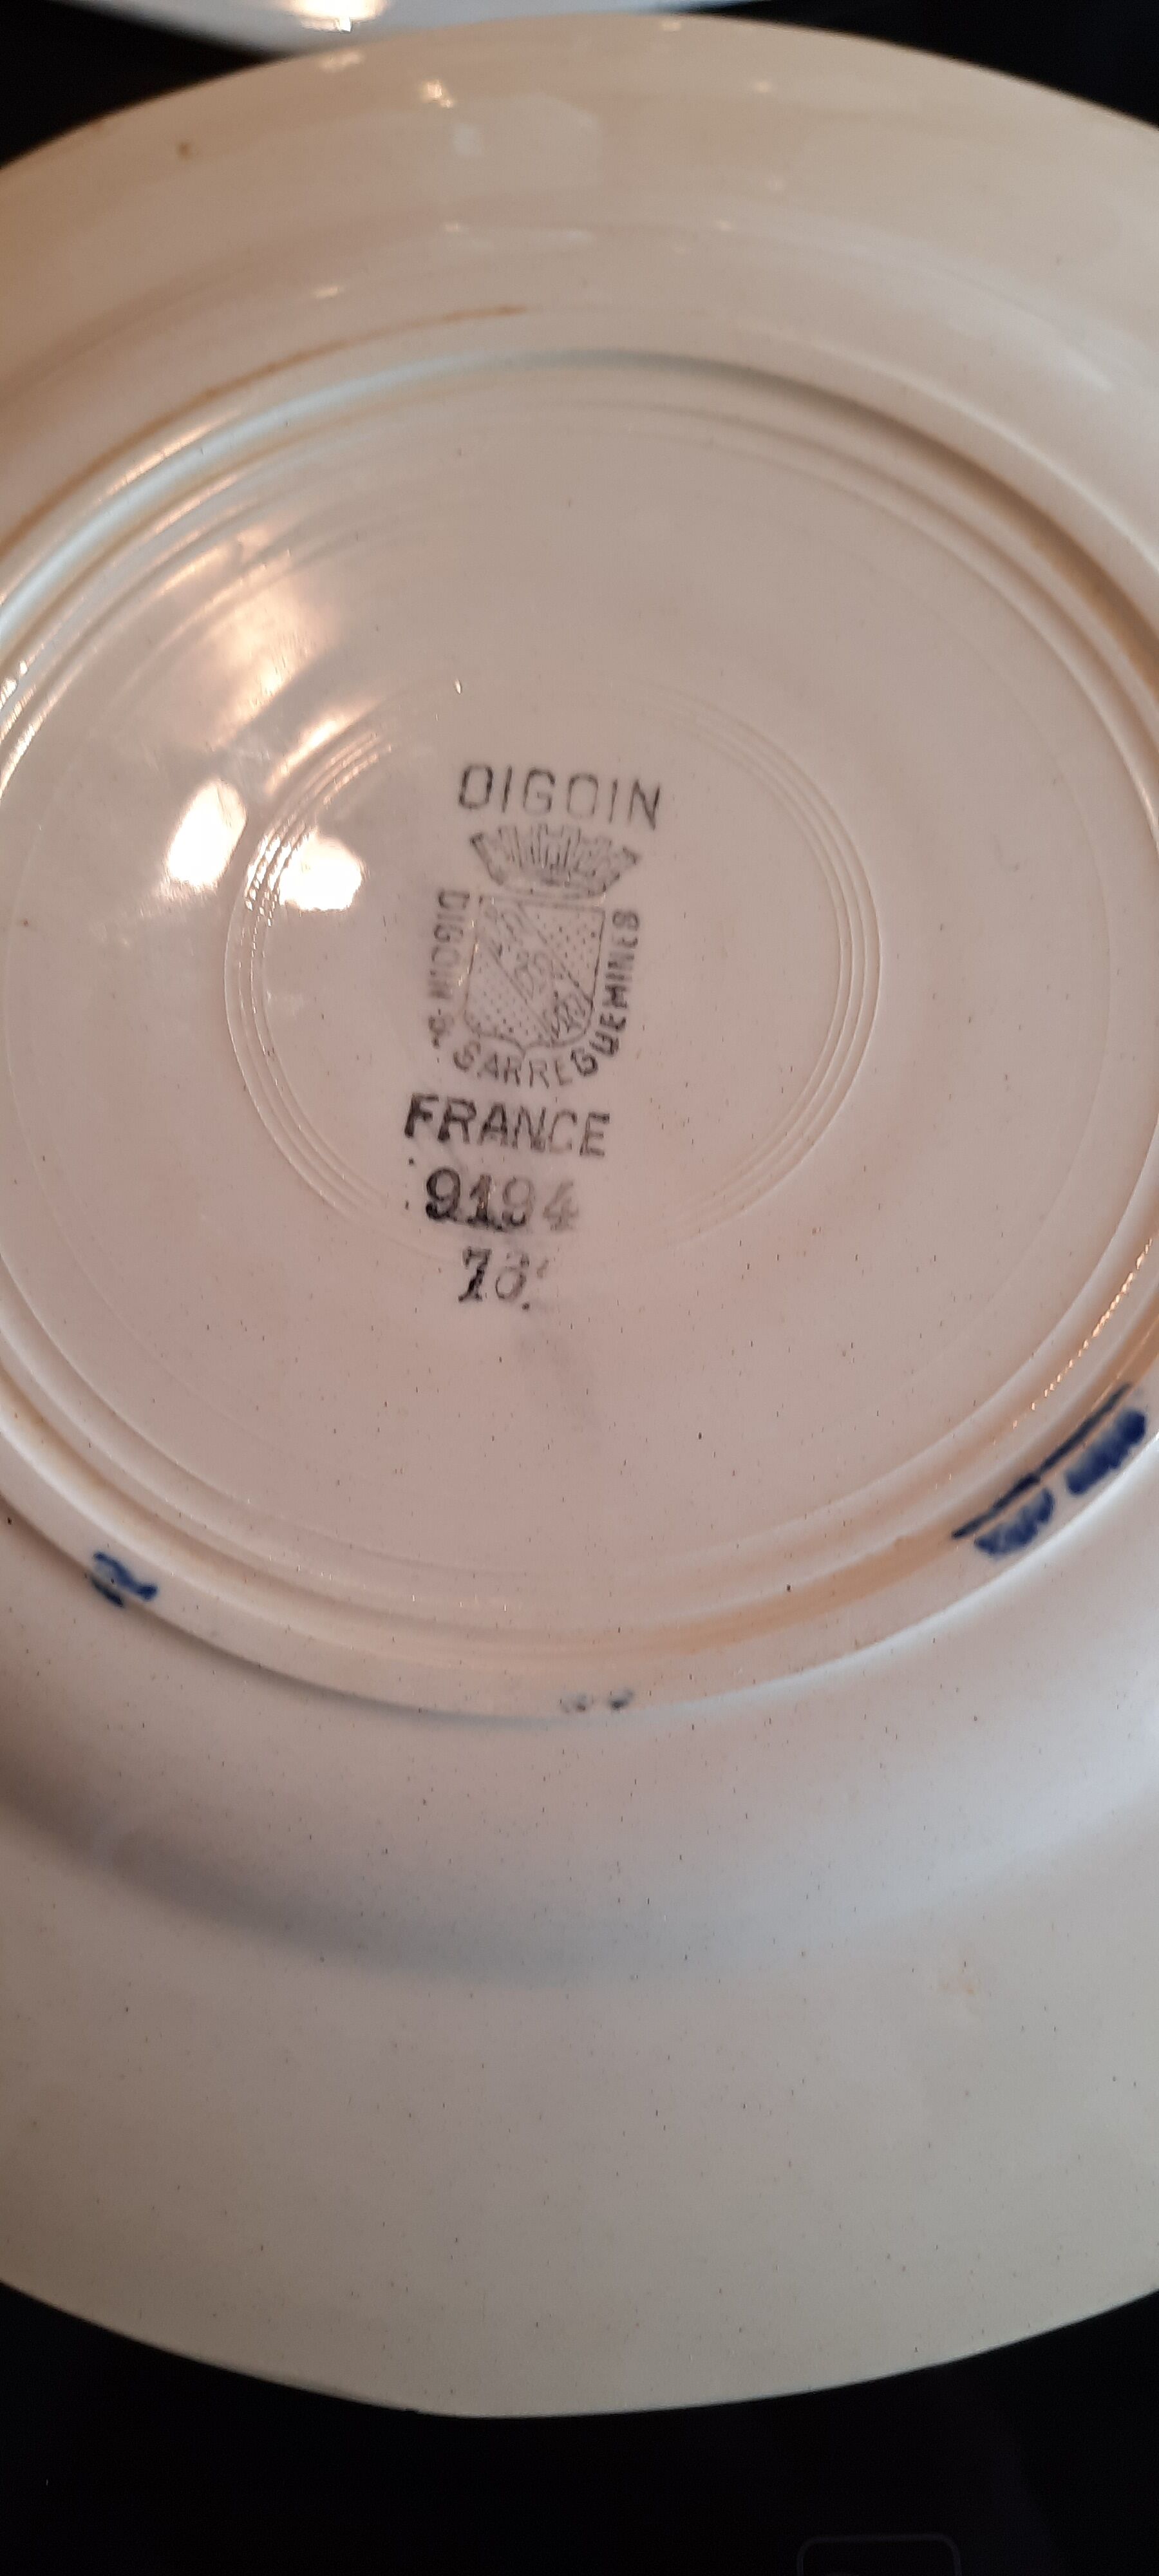 DIGOIN
DIGOIN & SARREGUEMINES
FRANCE
9194